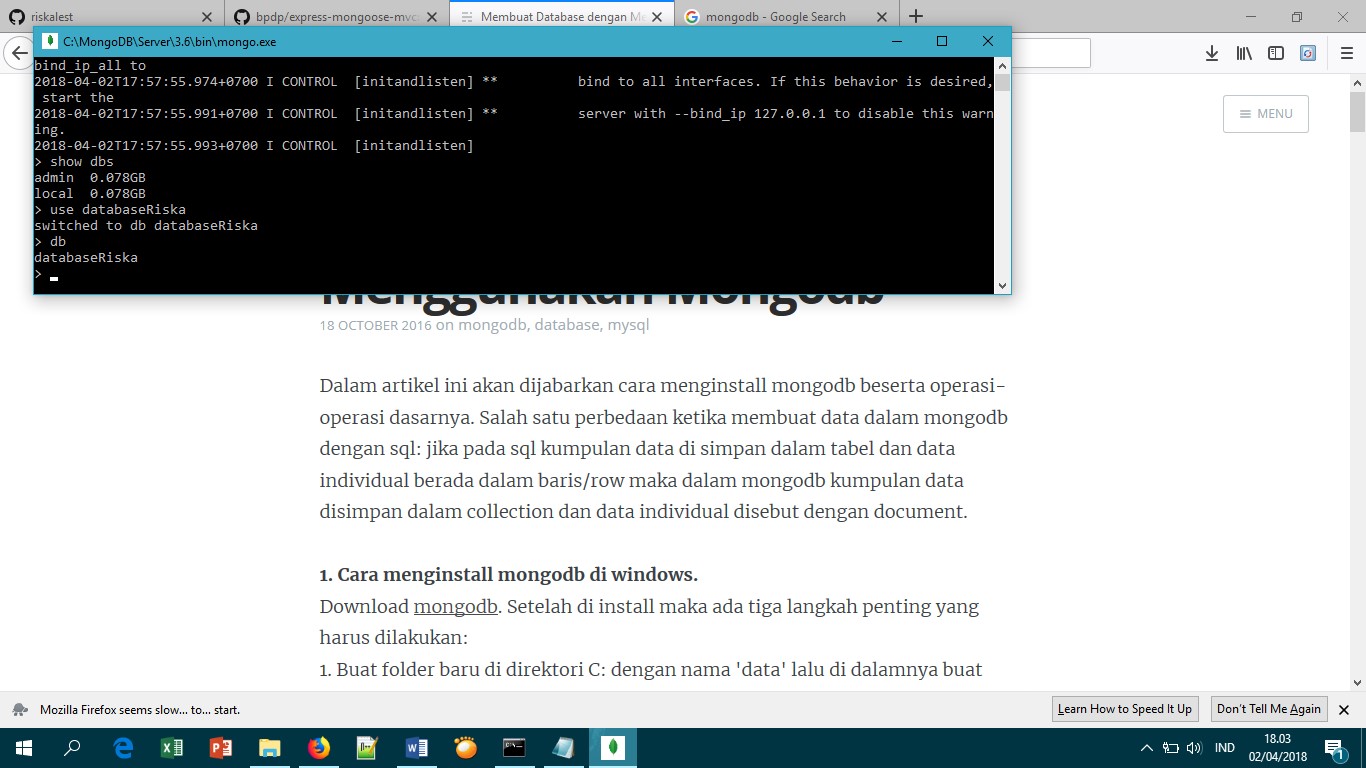 riskalest
bpdp/express-mongoose-mvc
Membuat Database dengan Me
mongodb - Google Search
C:\MongoDB\Server\3.6\bin\mongo.exe
bind_ip_all to
2018-04-02T17:57:55.974+0700 I CONTROL  [initandlisten] **          bind to all interfaces. If this behavior is desired,
 start the
2018-04-02T17:57:55.991+0700 I CONTROL  [initandlisten] **          server with --bind_ip 127.0.0.1 to disable this warn
ing.
2018-04-02T17:57:55.993+0700 I CONTROL  [initandlisten]
> show dbs
admin  0.078GB
local  0.078GB
> use databaseRiska
switched to db databaseRiska
> db
databaseRiska
>
MENU
Menggunakan Mongodb
18 OCTOBER 2016 on mongodb, database, mysql
Dalam artikel ini akan dijabarkan cara menginstall mongodb beserta operasi-
operasi dasarnya. Salah satu perbedaan ketika membuat data dalam mongodb
dengan sql: jika pada sql kumpulan data di simpan dalam tabel dan data
individual berada dalam baris/row maka dalam mongodb kumpulan data
disimpan dalam collection dan data individual disebut dengan document.
1. Cara menginstall mongodb di windows.
Download mongodb. Setelah di install maka ada tiga langkah penting yang
harus dilakukan:
1. Buat folder baru di direktori C: dengan nama 'data' lalu di dalamnya buat
Mozilla Firefox seems slow... to... start.
Learn How to Speed It Up
Don't Tell Me Again
IND
18.03
02/04/2018
1